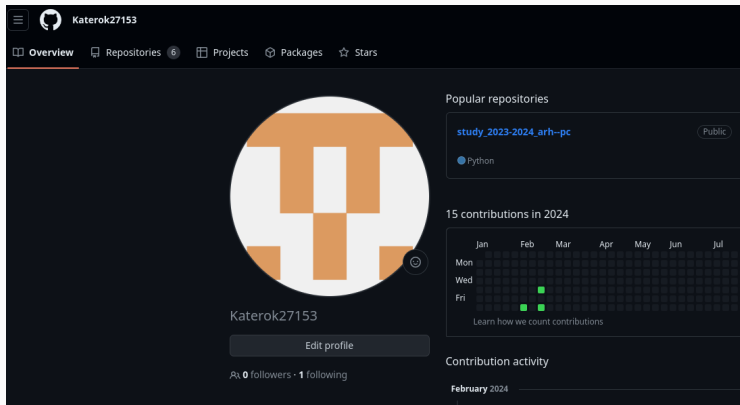 Katerok27153
Overview Repositories 6 Projects Packages Stars
Popular repositories
study_2023-2024_arh--pc Public
Python
15 contributions in 2024
Jan Feb Mar Apr May Jun Jul
Mon
Wed
Fri
Learn how we count contributions
Katerok27153
Edit profile
0 followers · 1 following
Contribution activity
February 2024